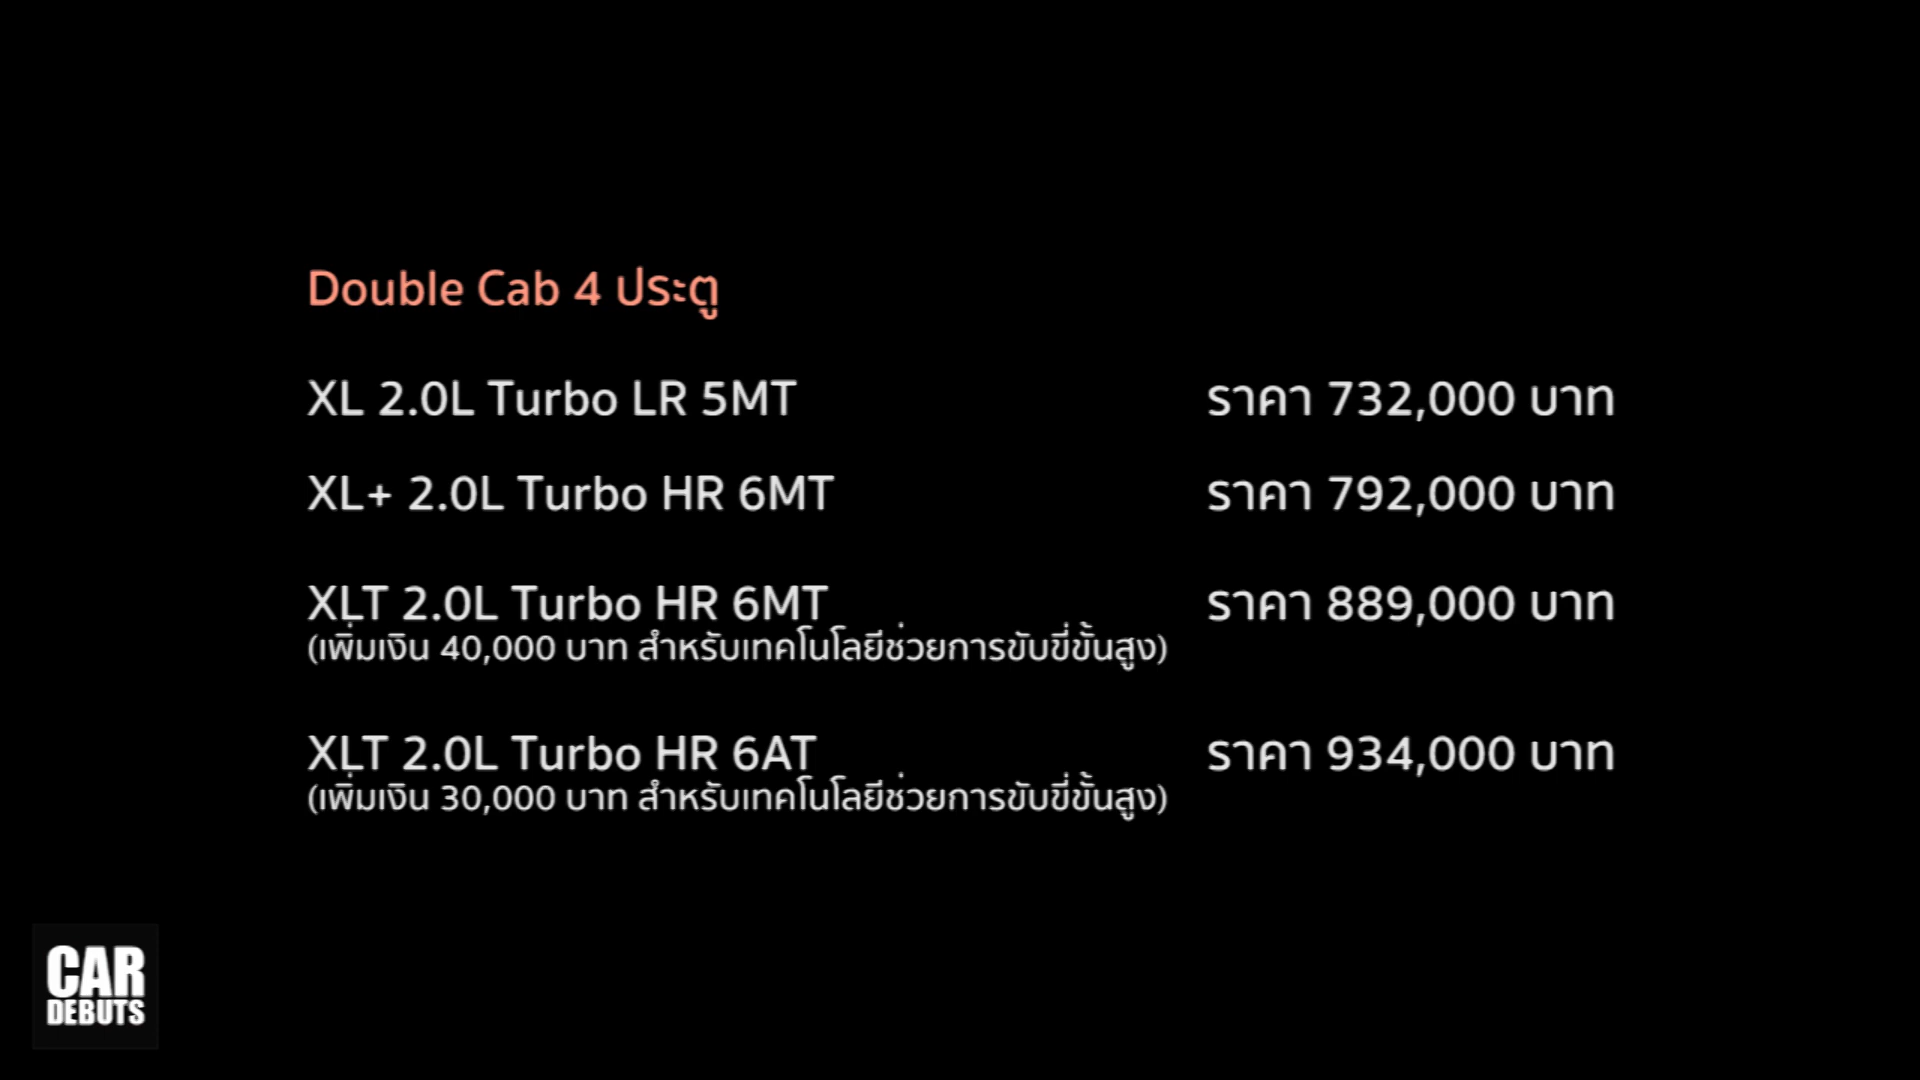 Double Cab 4 ประตู
XL 2.0L Turbo LR 5MT ราคา 732,000 บาท
XL+ 2.0L Turbo HR 6MT ราคา 792,000 บาท
XLT 2.0L Turbo HR 6MT ราคา 889,000 บาท
(เพิ่มเงิน 40,000 บาท สำหรับเทคโนโลยีช่วยการขับขี่ขั้นสูง)
XLT 2.0L Turbo HR 6AT ราคา 934,000 บาท
(เพิ่มเงิน 30,000 บาท สำหรับเทคโนโลยีช่วยการขับขี่ขั้นสูง)
CAR
DEBUTS